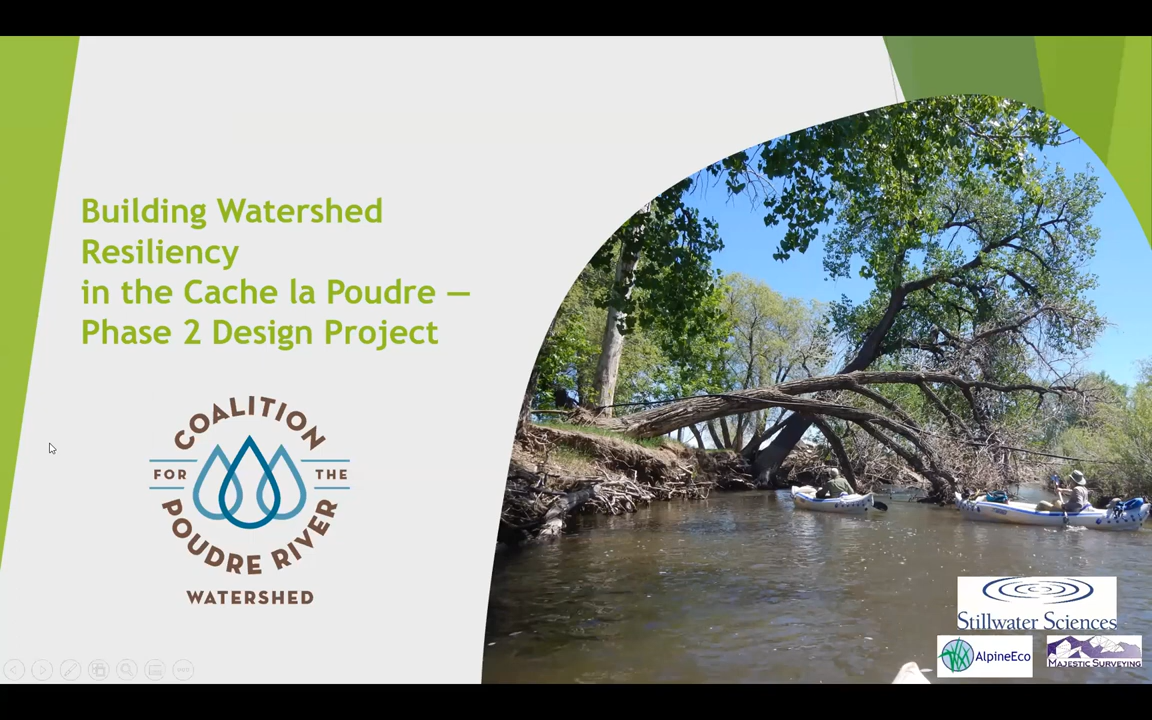 Building Watershed
Resiliency
in the Cache la Poudre —
Phase 2 Design Project
COALITION
FOR THE
POUDRE RIVER
WATERSHED
Stillwater Sciences
AlpineEco
MAJESTIC SURVEYING